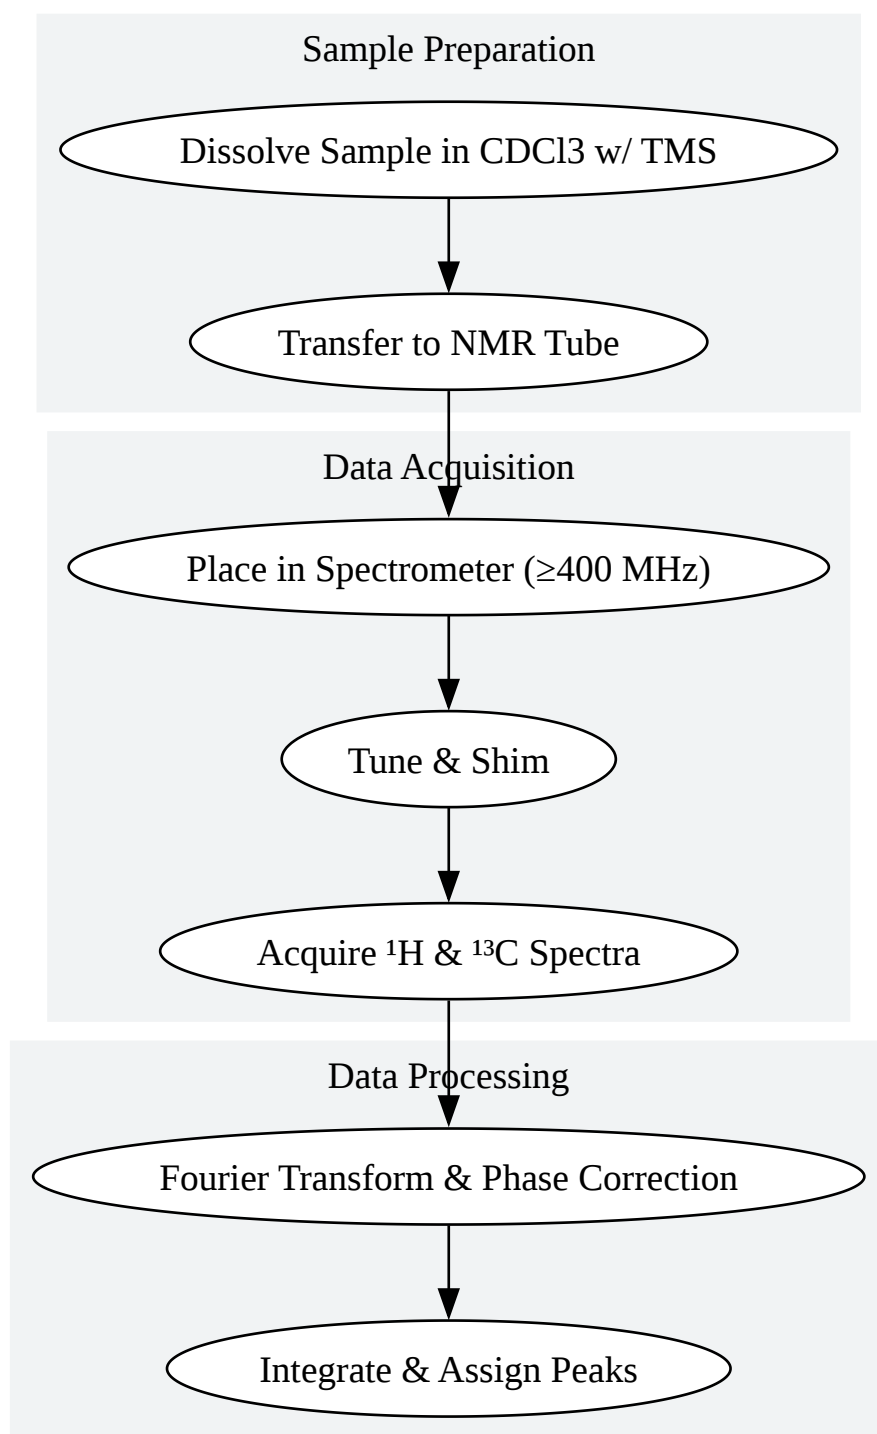 Sample Preparation
Dissolve Sample in CDCl3 w/ TMS
Transfer to NMR Tube
Data Acquisition
Place in Spectrometer (≥400 MHz)
Tune & Shim
Acquire ¹H & ¹³C Spectra
Data Processing
Fourier Transform & Phase Correction
Integrate & Assign Peaks